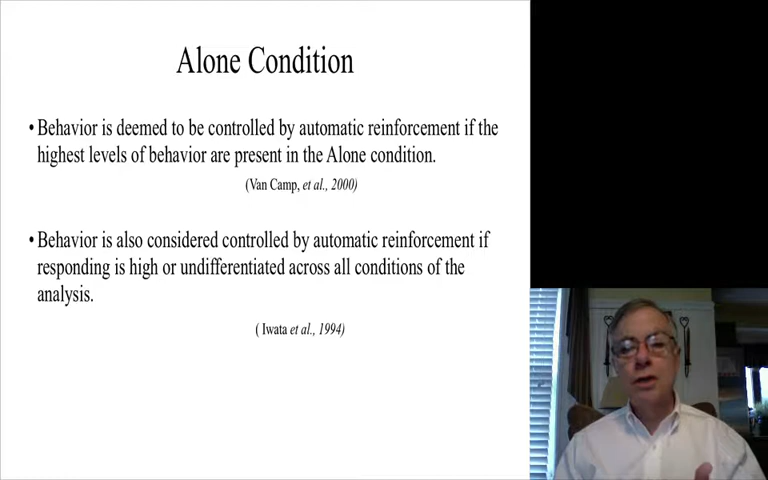 Alone Condition
• Behavior is deemed to be controlled by automatic reinforcement if the
highest levels of behavior are present in the Alone condition.
(Van Camp, et al., 2000)
• Behavior is also considered controlled by automatic reinforcement if
responding is high or undifferentiated across all conditions of the
analysis.
( Iwata et al., 1994)